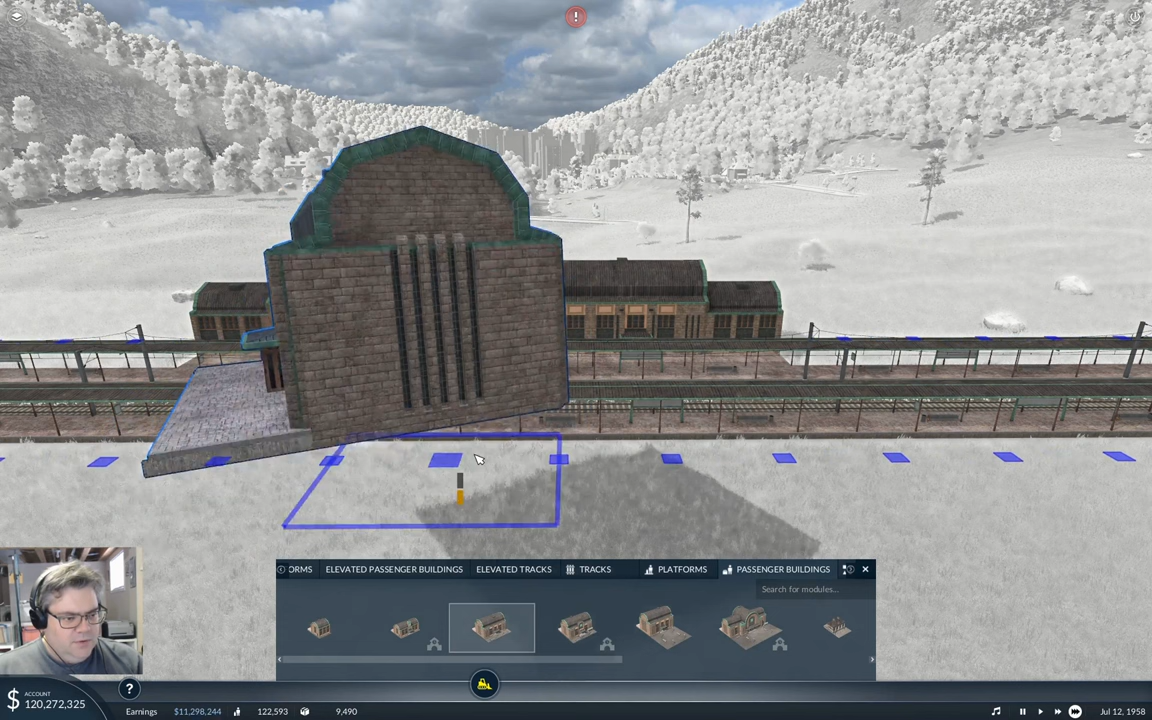 ORMS
ELEVATED PASSENGER BUILDINGS
ELEVATED TRACKS
TRACKS
PLATFORMS
PASSENGER BUILDINGS
Search for modules...
ACCOUNT
$ 120,272,325
?
Earnings $11,298,244 122,593 9,490
Jul 12, 1958